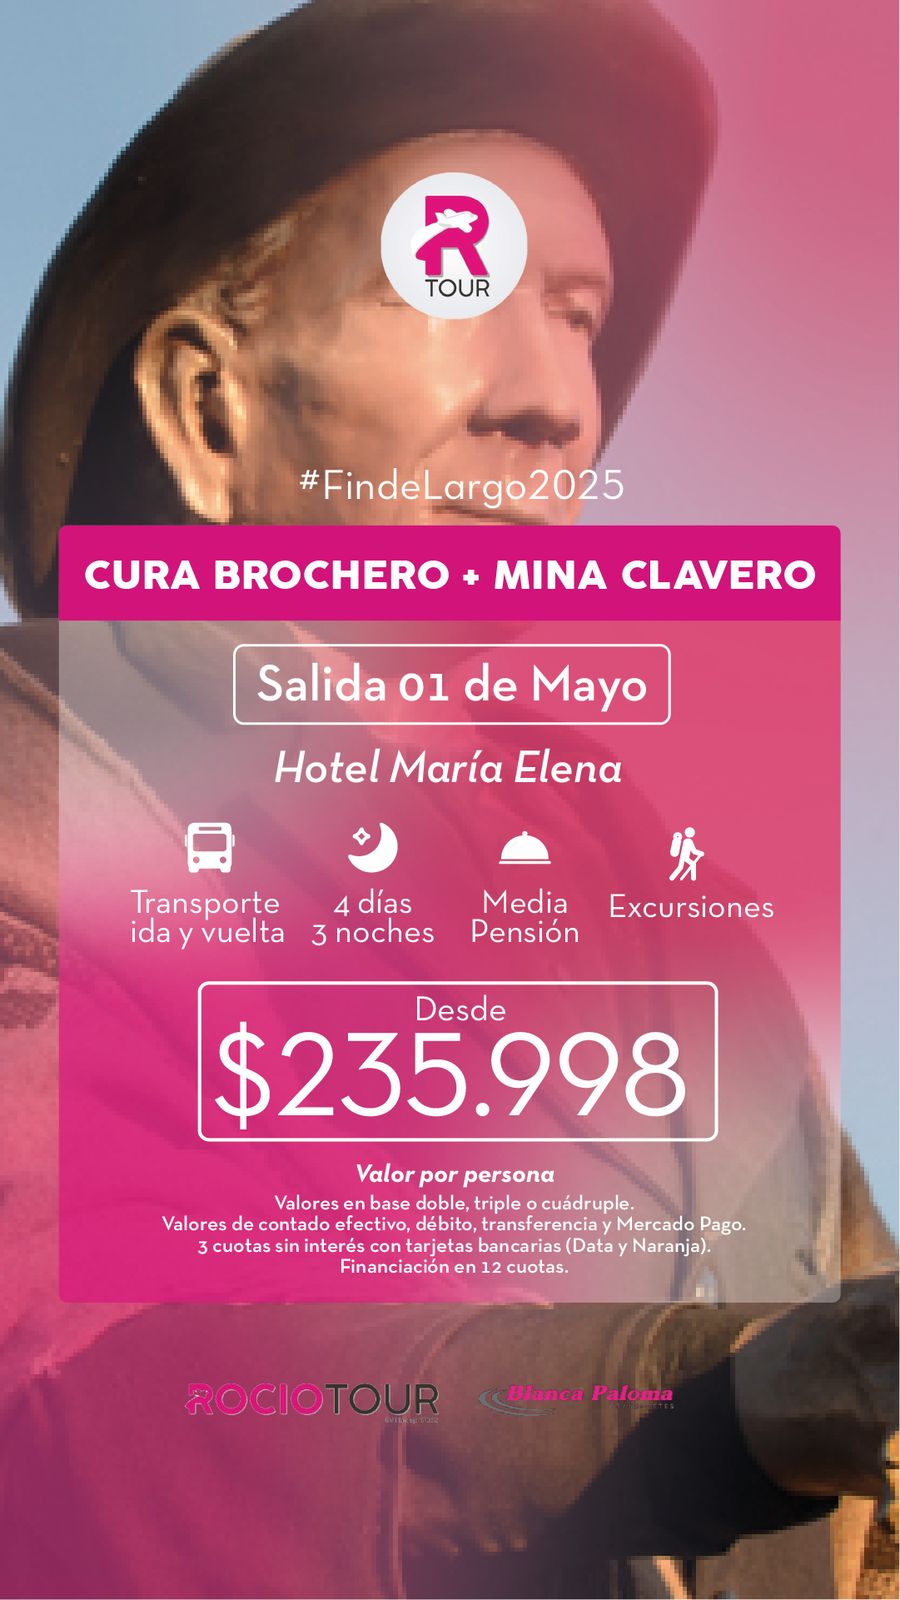 R
TOUR
#FindeLargo2025
CURA BROCHERO + MINA CLAVERO
Salida 01 de Mayo
Hotel María Elena
Transporte
ida y vuelta
4 días
3 noches
Media
Pensión
Excursiones
Desde
$235.998
Valor por persona
Valores en base doble, triple o cuádruple.
Valores de contado efectivo, débito, transferencia y Mercado Pago.
3 cuotas sin interés con tarjetas bancarias (Data y Naranja).
Financiación en 12 cuotas.
ROCIOTOUR
Blanca Paloma